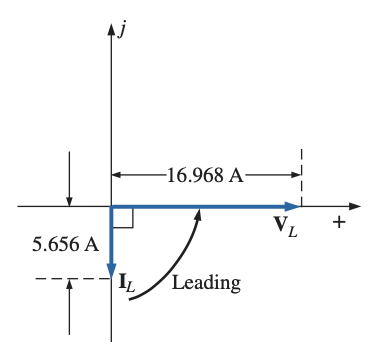 j
16.968 A
V_L
+
5.656 A
I_L
Leading